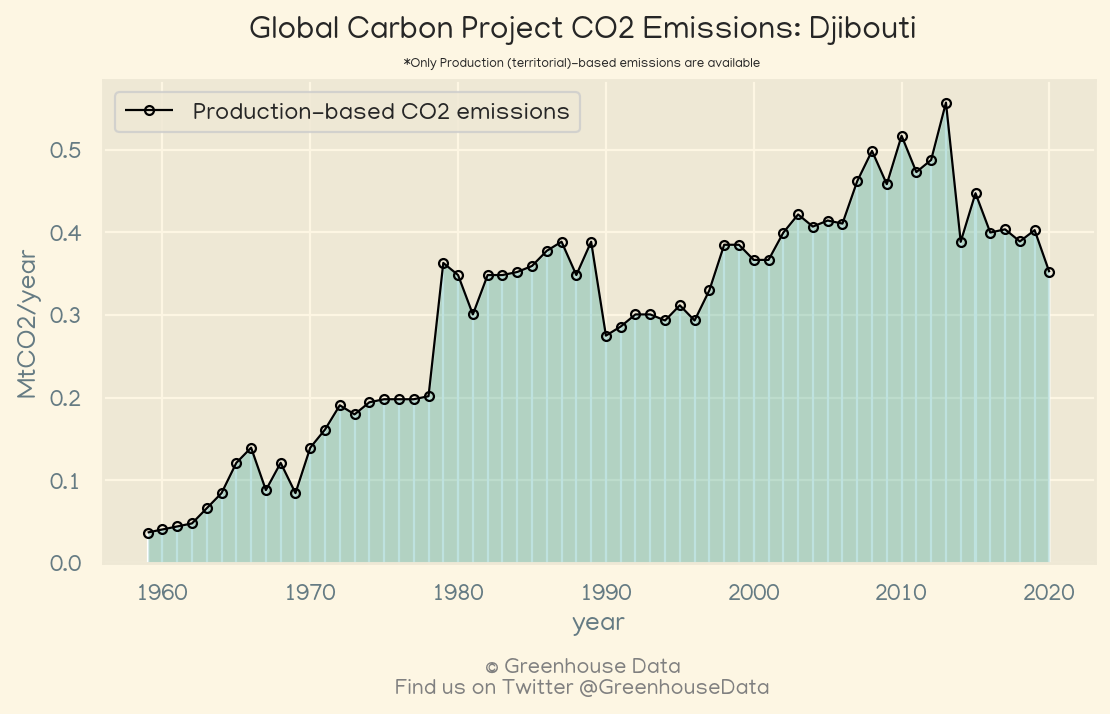 Global Carbon Project CO2 Emissions: Djibouti
*Only Production (territorial)-based emissions are available
Production-based CO2 emissions
0.5
0.4
0.3
0.2
0.1
0.0
MtCO2/year
1960 1970 1980 1990 2000 2010 2020
year
© Greenhouse Data
Find us on Twitter @GreenhouseData